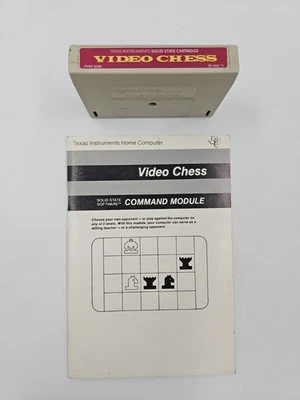 TEXAS INSTRUMENTS SOLID STATE CARTRIDGE
VIDEO CHESS
Texas Instruments Home Computer
Video Chess
SOLID STATE
SOFTWARE™
COMMAND MODULE
Choose your own opponent — or play against the computer on
any of 3 levels. With this module, your computer can serve as a
willing teacher — or a challenging opponent.